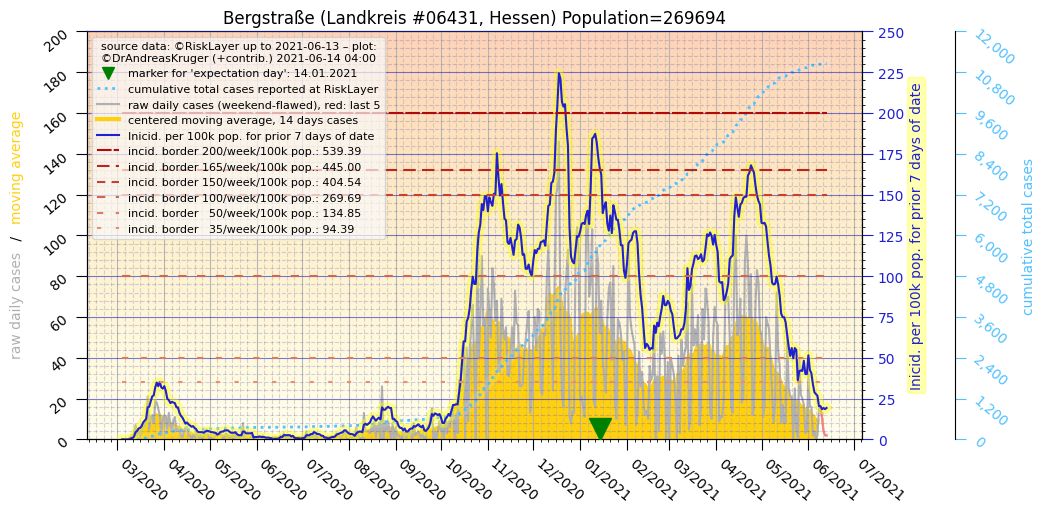 Bergstraße (Landkreis #06431, Hessen) Population=269694
source data: ©RiskLayer up to 2021-06-13 – plot:
©DrAndreasKruger (+contrib.) 2021-06-14 04:00
marker for 'expectation day': 14.01.2021
cumulative total cases reported at RiskLayer
raw daily cases (weekend-flawed), red: last 5
centered moving average, 14 days cases
Inicid. per 100k pop. for prior 7 days of date
incid. border 200/week/100k pop.: 539.39
incid. border 165/week/100k pop.: 445.00
incid. border 150/week/100k pop.: 404.54
incid. border 100/week/100k pop.: 269.69
incid. border   50/week/100k pop.: 134.85
incid. border   35/week/100k pop.: 94.39
raw daily cases   /   moving average
200
180
160
140
120
100
80
60
40
20
0
250
225
200
175
150
125
100
75
50
25
0
Inicid. per 100k pop. for prior 7 days of date
12,000
10,800
9,600
8,400
7,200
6,000
4,800
3,600
2,400
1,200
0
cumulative total cases
03/2020
04/2020
05/2020
06/2020
07/2020
08/2020
09/2020
10/2020
11/2020
12/2020
01/2021
02/2021
03/2021
04/2021
05/2021
06/2021
07/2021